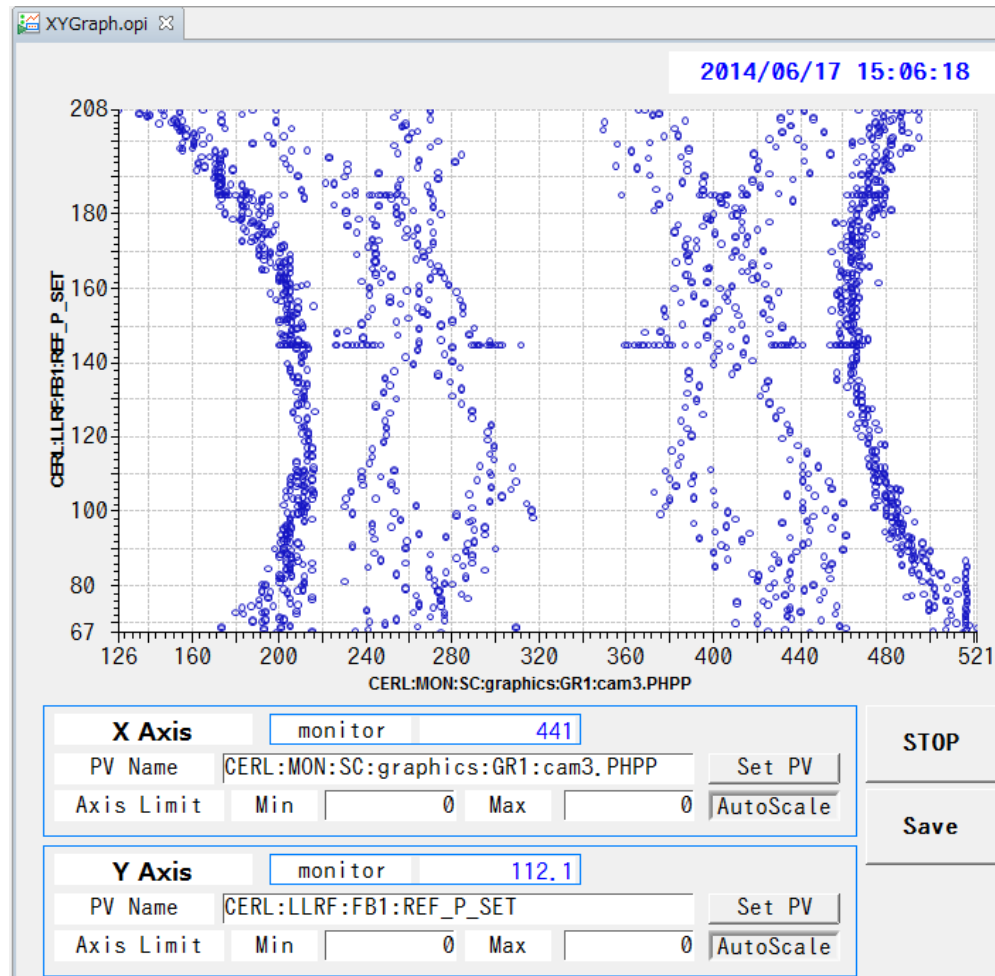 XYGraph.opi
2014/06/17 15:06:18
208
180
160
140
120
100
80
67
CERL:LLRF:FB1:REF_P_SET
126 160 200 240 280 320 360 400 440 480 521
CERL:MON:SC:graphics:GR1:cam3.PHPP
X Axis monitor 441
PV Name CERL:MON:SC:graphics:GR1:cam3.PHPP Set PV
Axis Limit Min 0 Max 0 AutoScale
STOP
Save
Y Axis monitor 112.1
PV Name CERL:LLRF:FB1:REF_P_SET Set PV
Axis Limit Min 0 Max 0 AutoScale